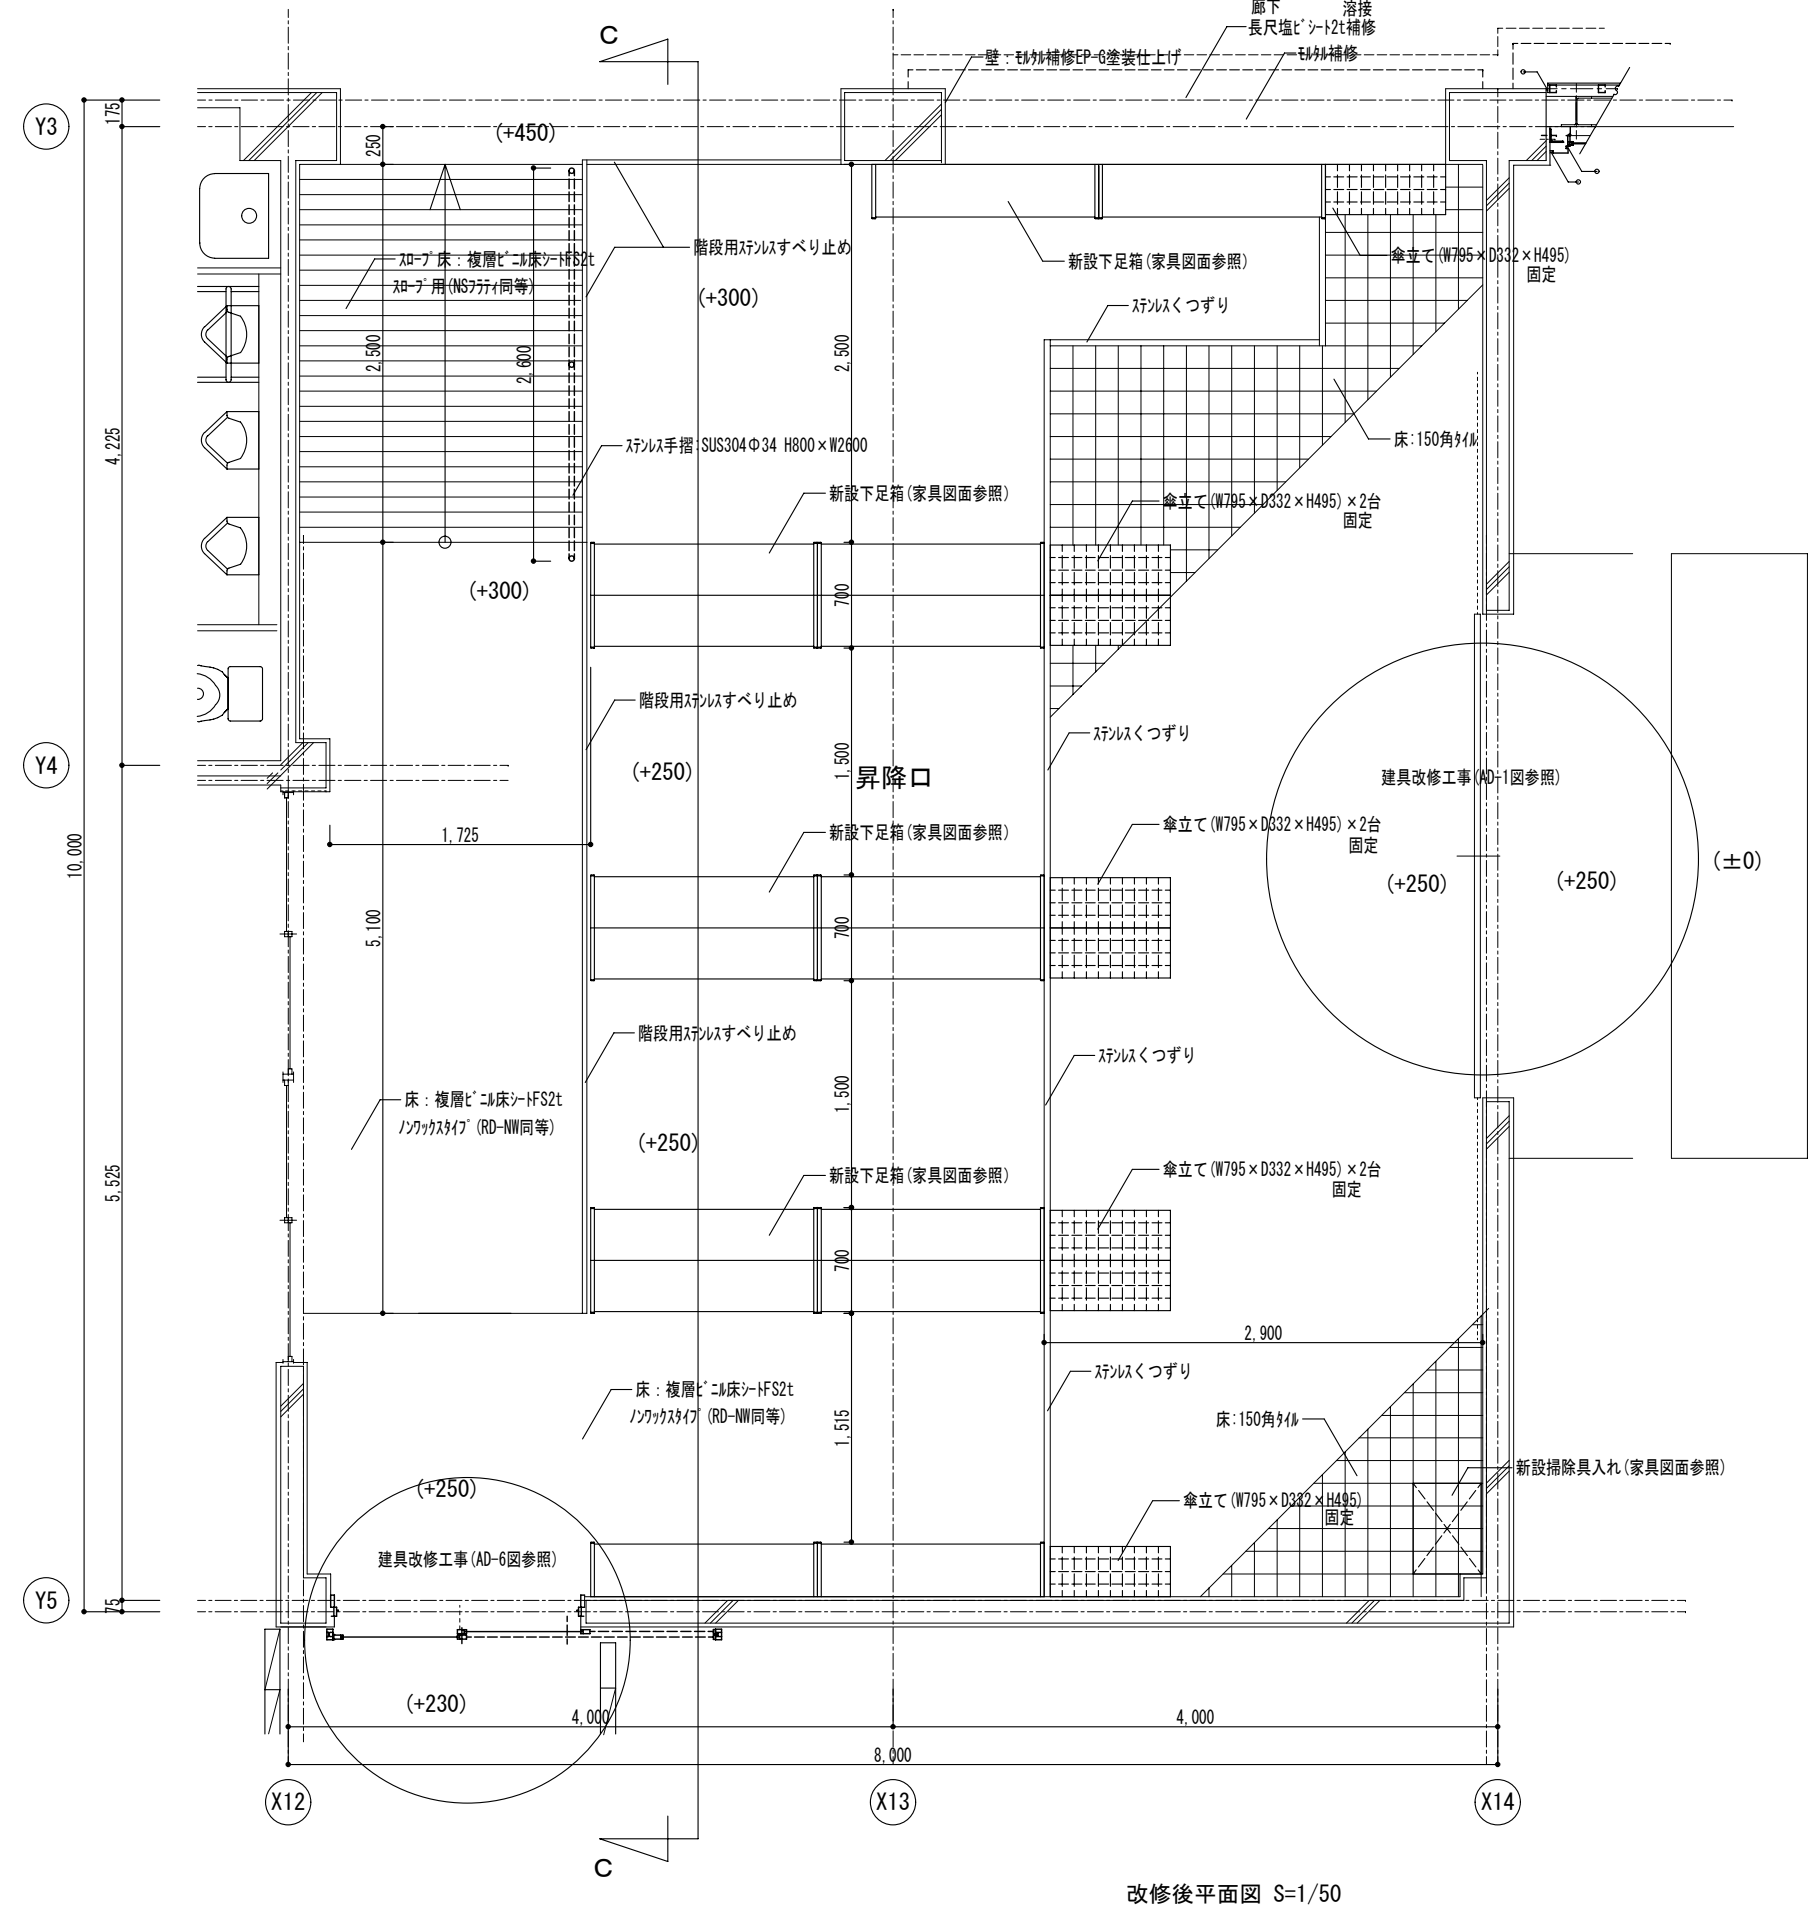 廊下
溶接
長尺塩ﾋﾞｼｰﾄ2t補修
C
壁：ﾓﾙﾀﾙ補修EP-G塗装仕上げ
ﾓﾙﾀﾙ補修
Y3
175
250
(+450)
階段用ｽﾃﾝﾚｽすべり止め
ｽﾛｰﾌﾟ床：複層ﾋﾞﾆﾙ床ｼｰﾄFS2t
ｽﾛｰﾌﾟ用(NSﾌﾗﾃｨ同等)
新設下足箱(家具図面参照)
傘立て(W795×D332×H495)
固定
(+300)
ｽﾃﾝﾚｽくつずり
2,500
2,600
2,500
4,225
ｽﾃﾝﾚｽ手摺:SUS304Φ34 H800×W2600
床:150角ﾀｲﾙ
新設下足箱(家具図面参照)
傘立て(W795×D332×H495)×2台
固定
(+300)
700
階段用ｽﾃﾝﾚｽすべり止め
ｽﾃﾝﾚｽくつずり
Y4
(+250)
1,500
昇降口
建具改修工事(AD-1図参照)
1,725
新設下足箱(家具図面参照)
傘立て(W795×D332×H495)×2台
固定
10,000
(+250)
(+250)
(±0)
5,100
700
階段用ｽﾃﾝﾚｽすべり止め
ｽﾃﾝﾚｽくつずり
床：複層ﾋﾞﾆﾙ床ｼｰﾄFS2t
ﾉﾝﾜｯｸｽﾀｲﾌﾟ(RD-NW同等)
1,500
(+250)
5,525
新設下足箱(家具図面参照)
傘立て(W795×D332×H495)×2台
固定
700
2,900
ｽﾃﾝﾚｽくつずり
床：複層ﾋﾞﾆﾙ床ｼｰﾄFS2t
ﾉﾝﾜｯｸｽﾀｲﾌﾟ(RD-NW同等)
1,515
床:150角ﾀｲﾙ
新設掃除具入れ(家具図面参照)
(+250)
傘立て(W795×D332×H495)
固定
建具改修工事(AD-6図参照)
Y5
75
(+230)
4,000
4,000
8,000
X12
X13
X14
C
改修後平面図 S=1/50